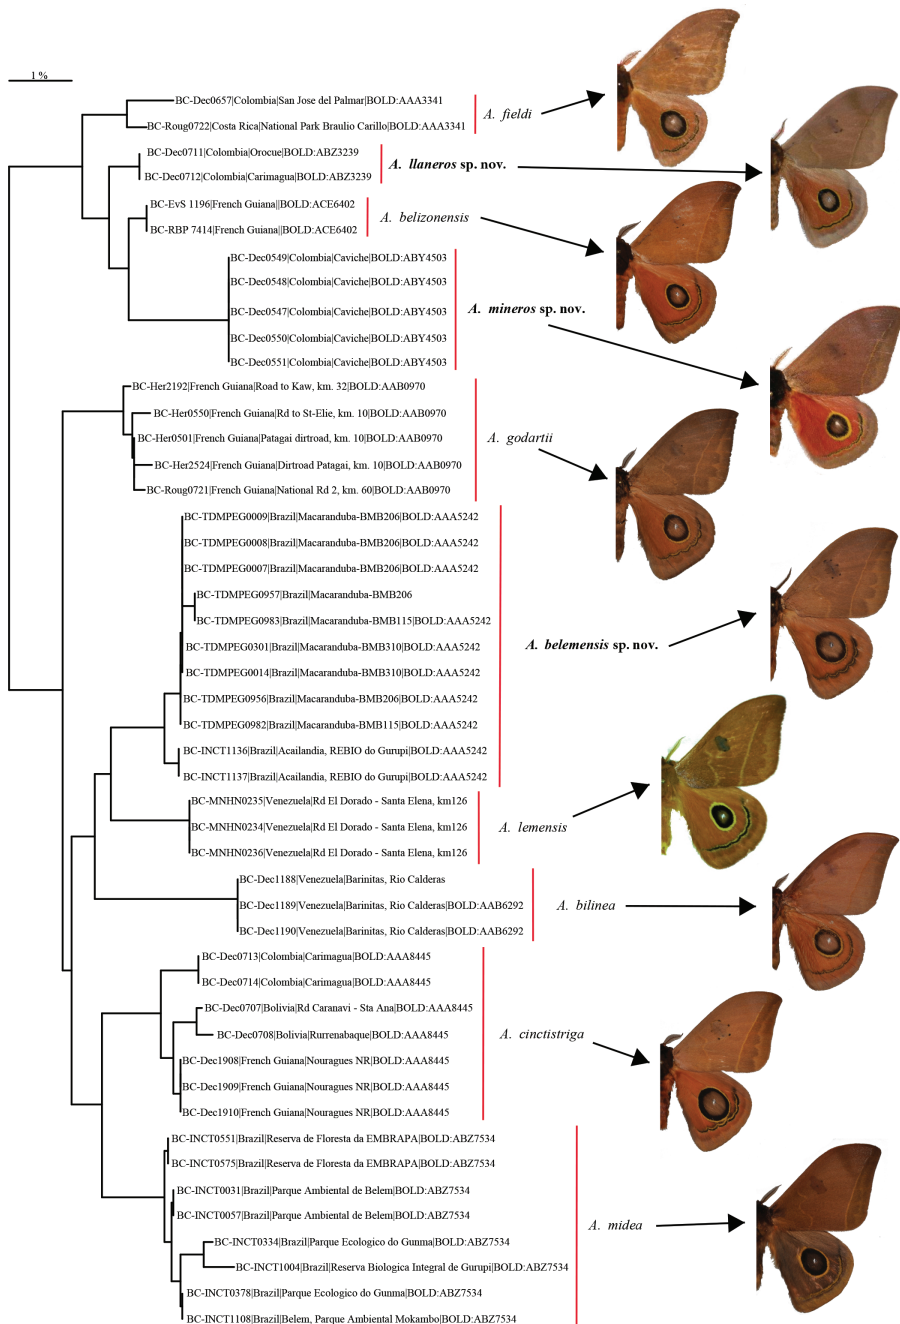 1 %
BC-Dec0657|Colombia|San Jose del Palmar|BOLD:AAA3341
A. fieldi
BC-Roug0722|Costa Rica|National Park Braulio Carillo|BOLD:AAA3341
BC-Dec0711|Colombia|Orocue|BOLD:ABZ3239
A. llaneros sp. nov.
BC-Dec0712|Colombia|Carimagua|BOLD:ABZ3239
BC-EvS 1196|French Guiana||BOLD:ACE6402
A. belizonensis
BC-RBP 7414|French Guiana||BOLD:ACE6402
BC-Dec0549|Colombia|Caviche|BOLD:ABY4503
BC-Dec0548|Colombia|Caviche|BOLD:ABY4503
BC-Dec0547|Colombia|Caviche|BOLD:ABY4503
A. mineros sp. nov.
BC-Dec0550|Colombia|Caviche|BOLD:ABY4503
BC-Dec0551|Colombia|Caviche|BOLD:ABY4503
BC-Her2192|French Guiana|Road to Kaw, km. 32|BOLD:AAB0970
BC-Her0550|French Guiana|Rd to St-Elie, km. 10|BOLD:AAB0970
BC-Her0501|French Guiana|Patagai dirtroad, km. 10|BOLD:AAB0970
A. godartii
BC-Her2524|French Guiana|Dirtroad Patagai, km. 10|BOLD:AAB0970
BC-Roug0721|French Guiana|National Rd 2, km. 60|BOLD:AAB0970
BC-TDMPEG0009|Brazil|Macaranduba-BMB206|BOLD:AAA5242
BC-TDMPEG0008|Brazil|Macaranduba-BMB206|BOLD:AAA5242
BC-TDMPEG0007|Brazil|Macaranduba-BMB206|BOLD:AAA5242
BC-TDMPEG0957|Brazil|Macaranduba-BMB206
BC-TDMPEG0983|Brazil|Macaranduba-BMB115|BOLD:AAA5242
BC-TDMPEG0301|Brazil|Macaranduba-BMB310|BOLD:AAA5242
A. belemensis sp. nov.
BC-TDMPEG0014|Brazil|Macaranduba-BMB310|BOLD:AAA5242
BC-TDMPEG0956|Brazil|Macaranduba-BMB206|BOLD:AAA5242
BC-TDMPEG0982|Brazil|Macaranduba-BMB115|BOLD:AAA5242
BC-INCT1136|Brazil|Acailandia, REBIO do Gurupi|BOLD:AAA5242
BC-INCT1137|Brazil|Acailandia, REBIO do Gurupi|BOLD:AAA5242
BC-MNHN0235|Venezuela|Rd El Dorado - Santa Elena, km126
BC-MNHN0234|Venezuela|Rd El Dorado - Santa Elena, km126
A. lemensis
BC-MNHN0236|Venezuela|Rd El Dorado - Santa Elena, km126
BC-Dec1188|Venezuela|Barinitas, Rio Calderas
BC-Dec1189|Venezuela|Barinitas, Rio Calderas|BOLD:AAB6292
A. bilinea
BC-Dec1190|Venezuela|Barinitas, Rio Calderas|BOLD:AAB6292
BC-Dec0713|Colombia|Carimagua|BOLD:AAA8445
BC-Dec0714|Colombia|Carimagua|BOLD:AAA8445
BC-Dec0707|Bolivia|Rd Caranavi - Sta Ana|BOLD:AAA8445
BC-Dec0708|Bolivia|Rurrenabaque|BOLD:AAA8445
A. cinctistriga
BC-Dec1908|French Guiana|Nouragues NR|BOLD:AAA8445
BC-Dec1909|French Guiana|Nouragues NR|BOLD:AAA8445
BC-Dec1910|French Guiana|Nouragues NR|BOLD:AAA8445
BC-INCT0551|Brazil|Reserva de Floresta da EMBRAPA|BOLD:ABZ7534
BC-INCT0575|Brazil|Reserva de Floresta da EMBRAPA|BOLD:ABZ7534
BC-INCT0031|Brazil|Parque Ambiental de Belem|BOLD:ABZ7534
BC-INCT0057|Brazil|Parque Ambiental de Belem|BOLD:ABZ7534
A. midea
BC-INCT0334|Brazil|Parque Ecologico do Gunma|BOLD:ABZ7534
BC-INCT1004|Brazil|Reserva Biologica Integral de Gurupi|BOLD:ABZ7534
BC-INCT0378|Brazil|Parque Ecologico do Gunma|BOLD:ABZ7534
BC-INCT1108|Brazil|Belem, Parque Ambiental Mokambo|BOLD:ABZ7534